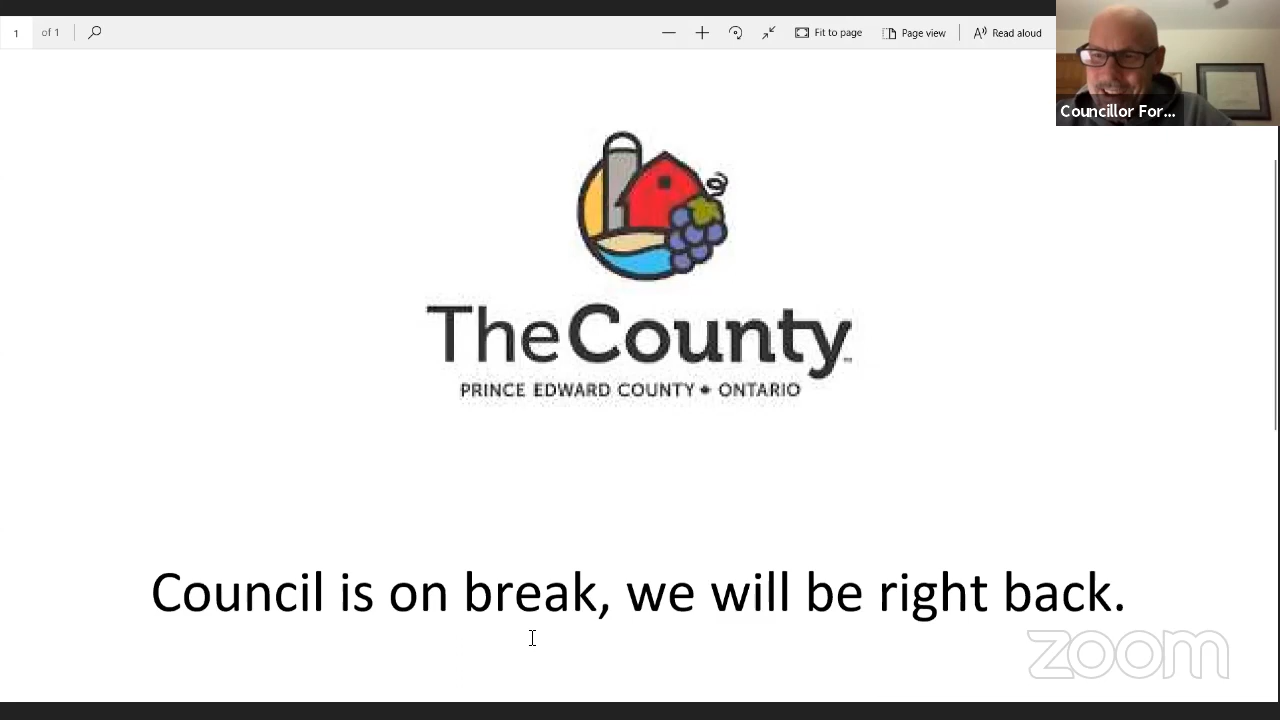 1 of 1
Fit to page
Page view
Read aloud
Councillor For...
TheCounty
PRINCE EDWARD COUNTY ONTARIO
Council is on break, we will be right back.
zoom